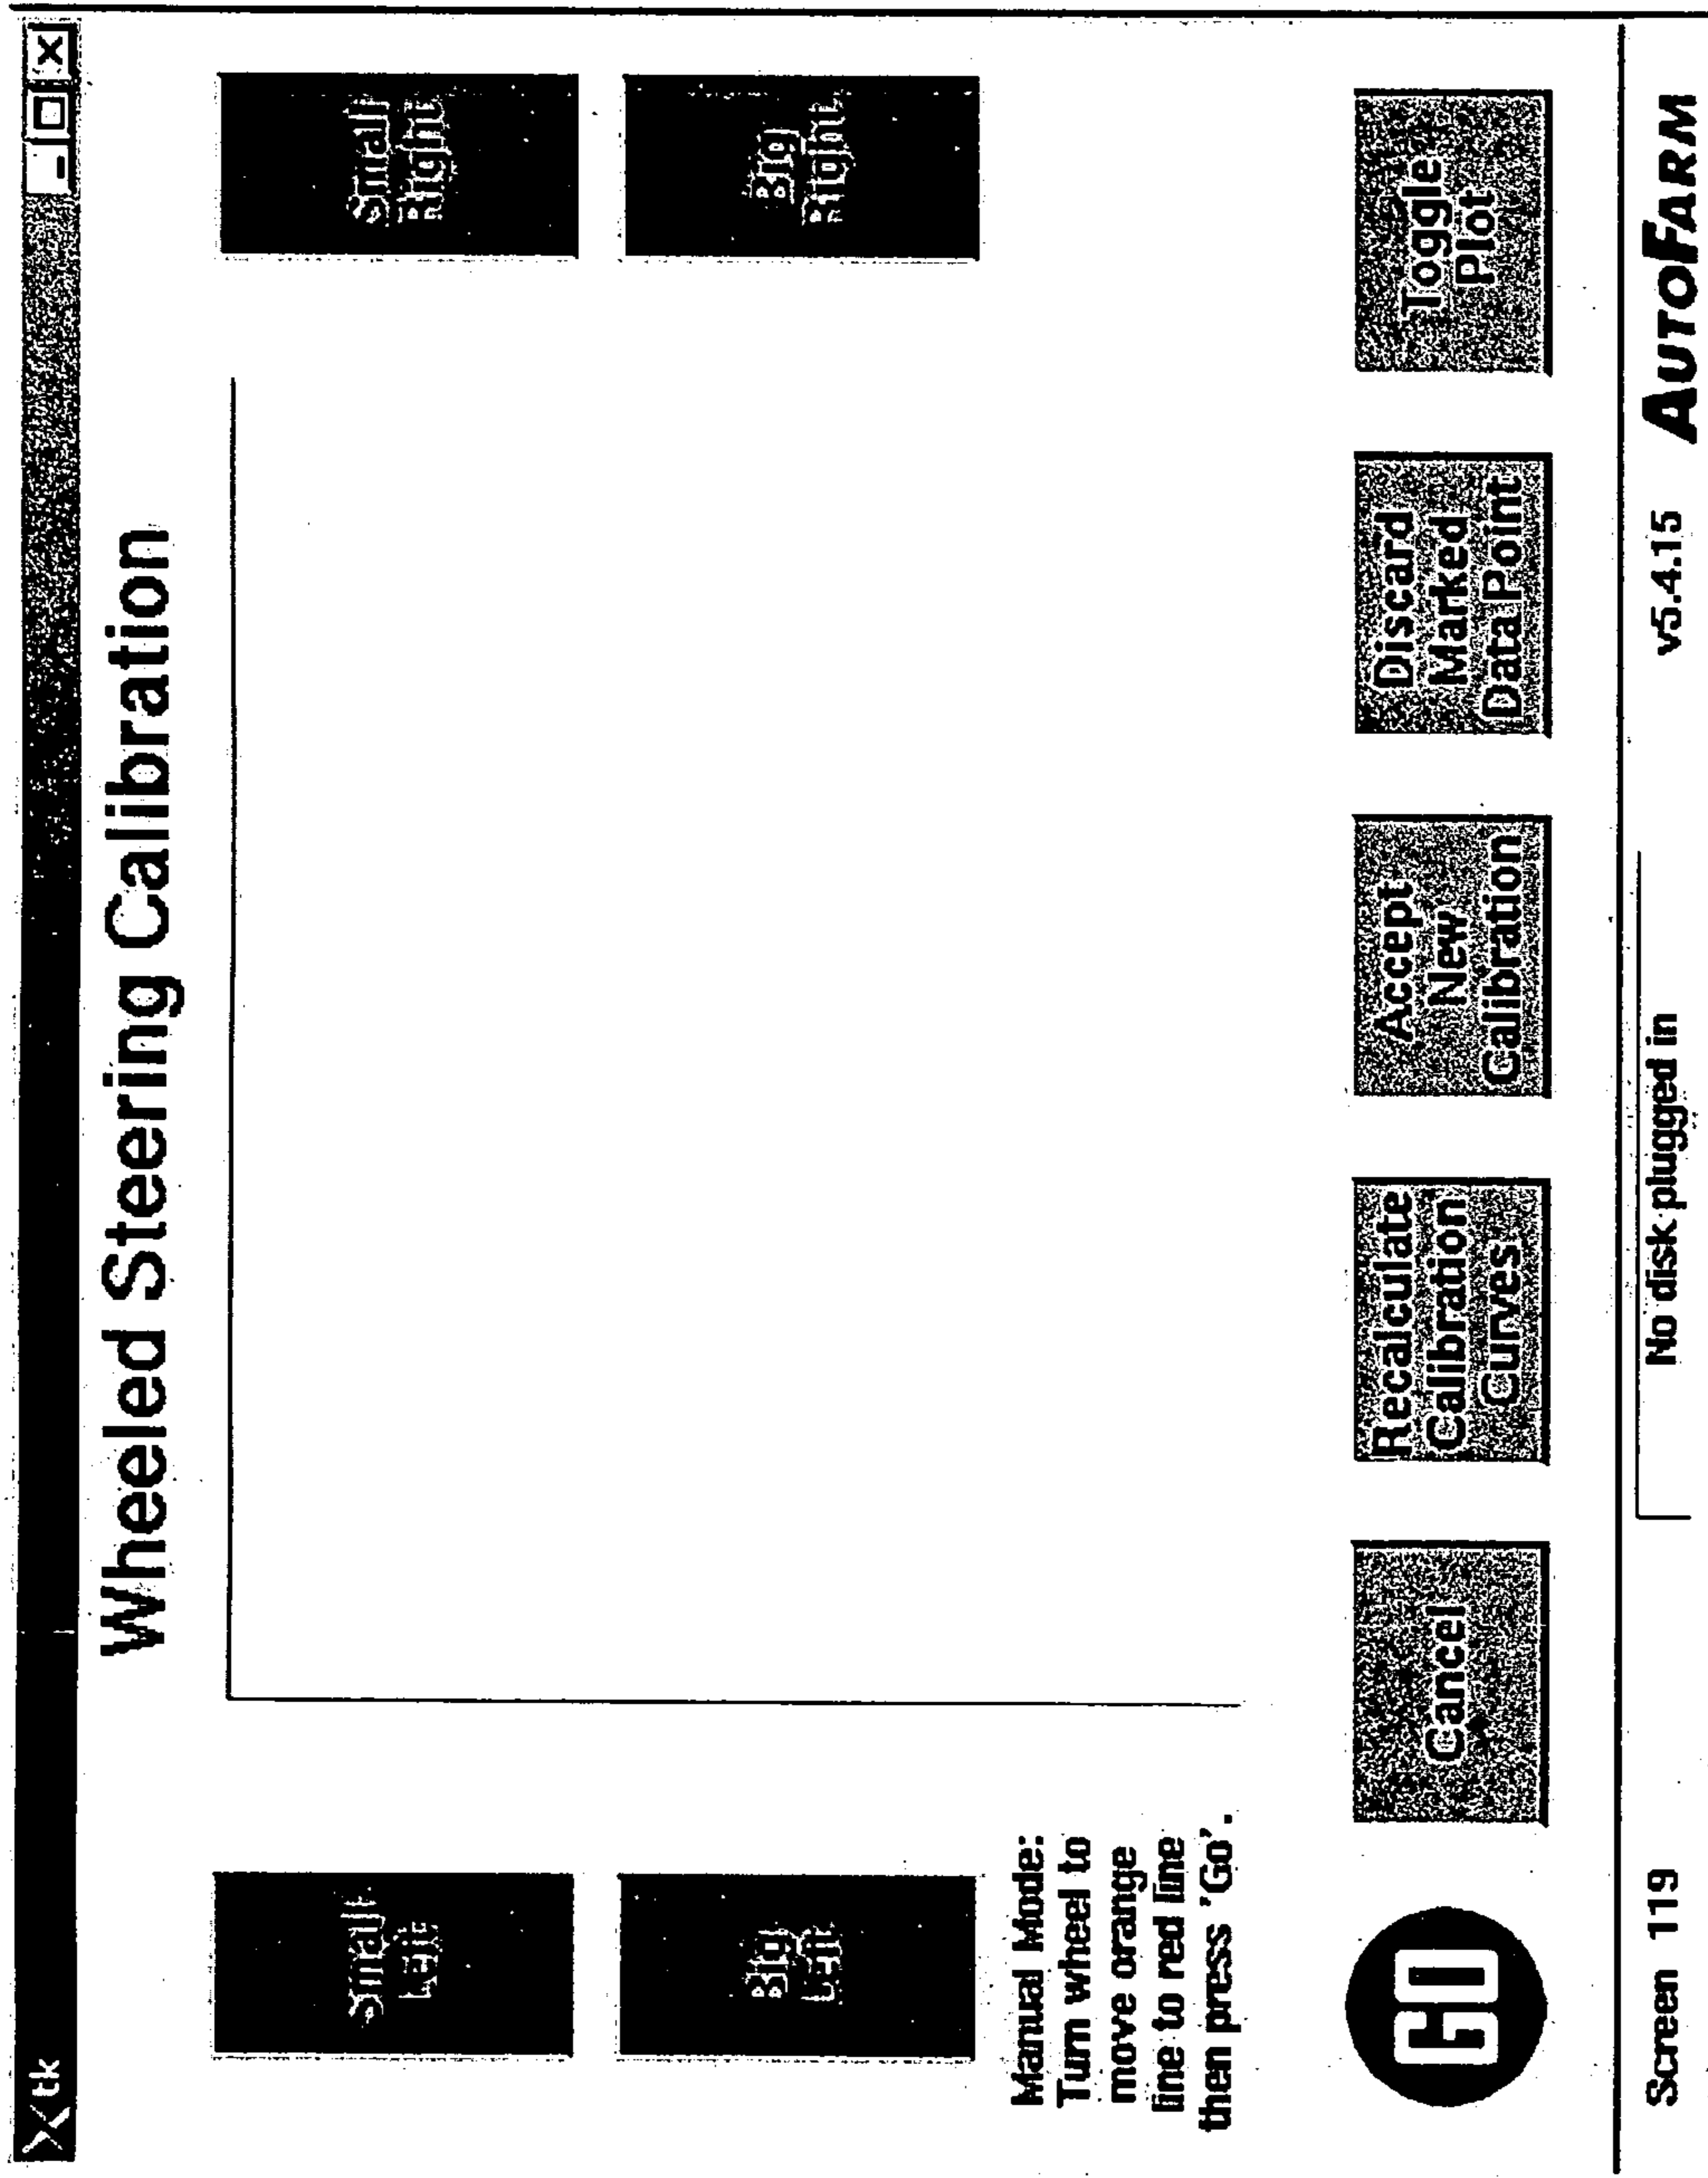 tk
Wheeled Steering Calibration
Small
Left
Small
Right
Big
Left
Big
Right
Manual Mode:
Turn wheel to
move orange
line to red line
then press 'Go'.
GO
Cancel
Recalculate
Calibration
Curves
Accept
New
Calibration
Discard
Marked
Data Point
Toggle
Plot
Screen 119
No disk plugged in
v5.4.15
AUTOFARM